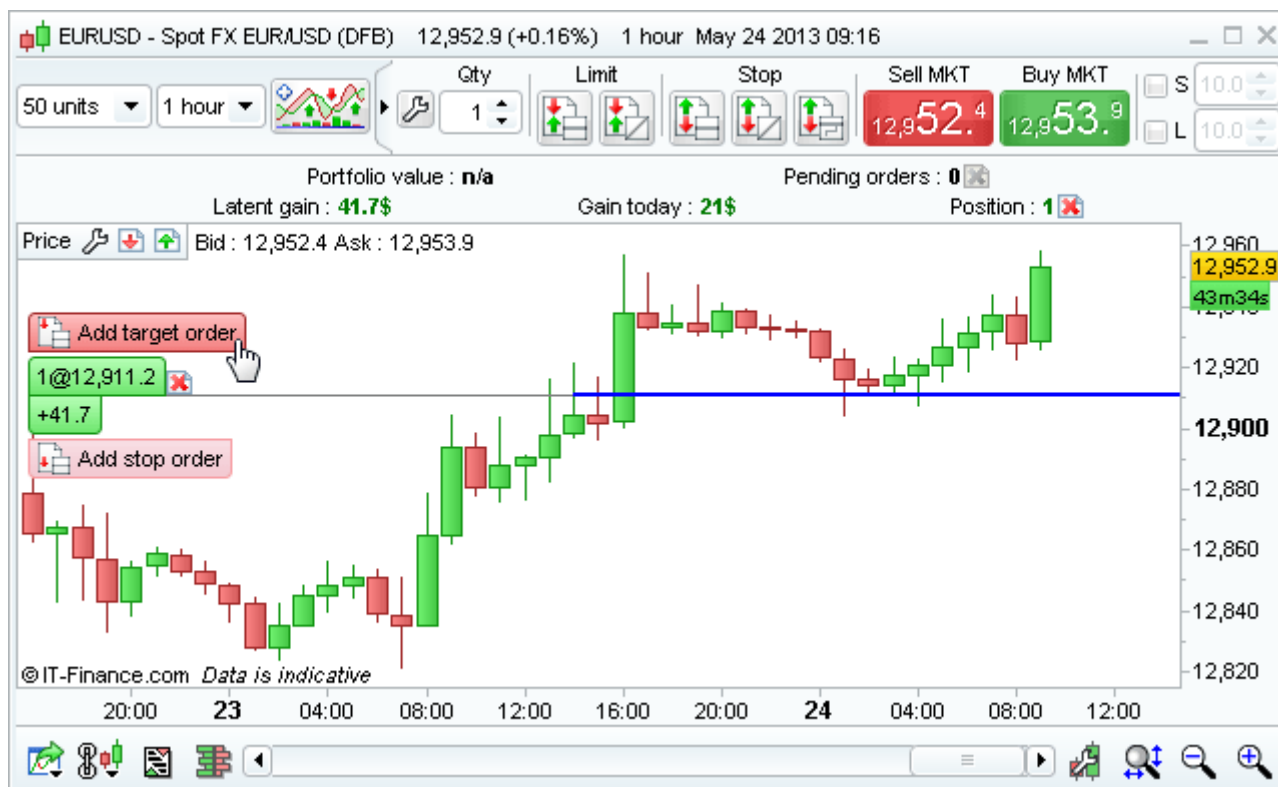 EURUSD - Spot FX EUR/USD (DFB) 12,952.9 (+0.16%) 1 hour May 24 2013 09:16
Qty Limit Stop Sell MKT Buy MKT
50 units 1 hour 1 12,952.4 12,953.9 S 10.0
L 10.0
Portfolio value : n/a Pending orders : 0
Latent gain : 41.7$ Gain today : 21$ Position : 1
Price Bid : 12,952.4 Ask : 12,953.9
12,960
12,952.9
43m34s
Add target order
12,920
1@12,911.2
+41.7
12,900
Add stop order
12,880
12,860
12,840
12,820
© IT-Finance.com Data is indicative
20:00 23 04:00 08:00 12:00 16:00 20:00 24 04:00 08:00 12:00